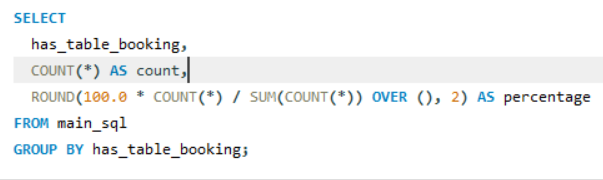 SELECT
has_table_booking,
COUNT(*) AS count,
ROUND(100.0 * COUNT(*) / SUM(COUNT(*)) OVER (), 2) AS percentage
FROM main_sql
GROUP BY has_table_booking;